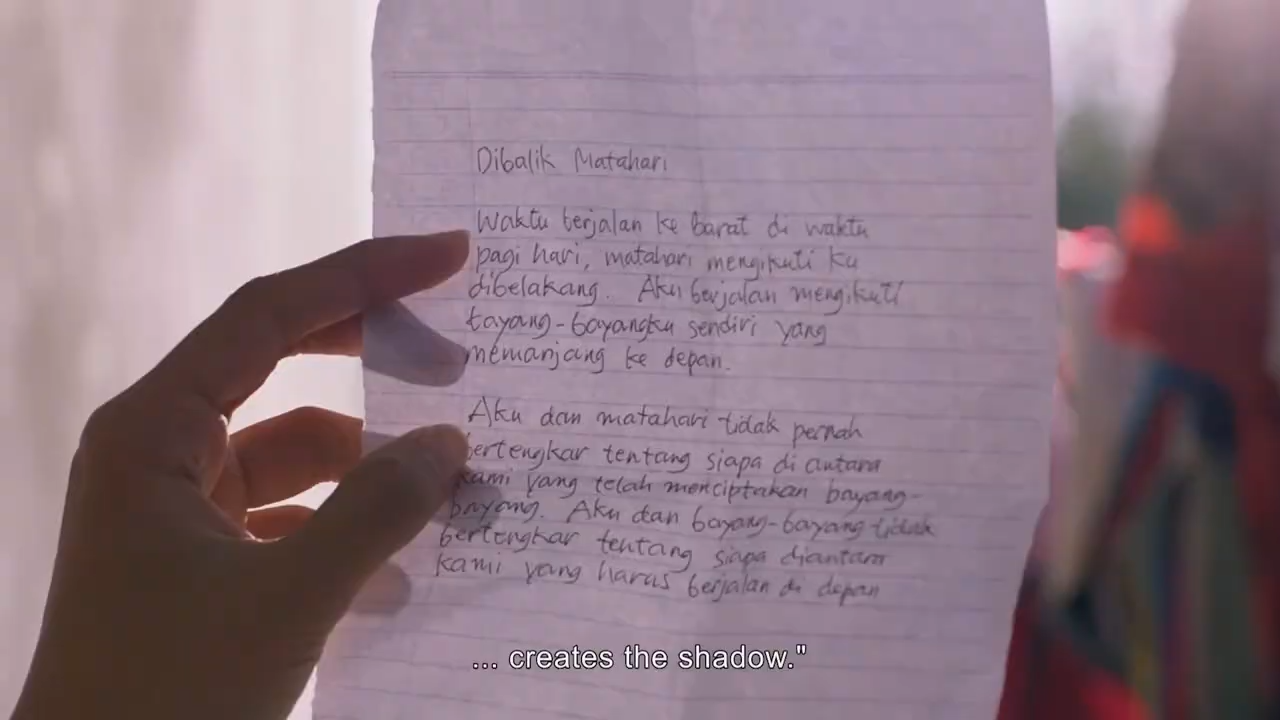 Dibalik Matahari
Waktu berjalan ke barat di waktu
pagi hari, matahari mengikuti ku
dibelakang. Aku berjalan mengikuti
bayang-bayangku sendiri yang
memanjang ke depan.
Aku dan matahari tidak pernah
bertengkar tentang siapa di antara
kami yang telah menciptakan bayang-
bayang. Aku dan bayang-bayang tidak
bertengkar tentang siapa diantara
kami yang harus berjalan di depan
... creates the shadow."